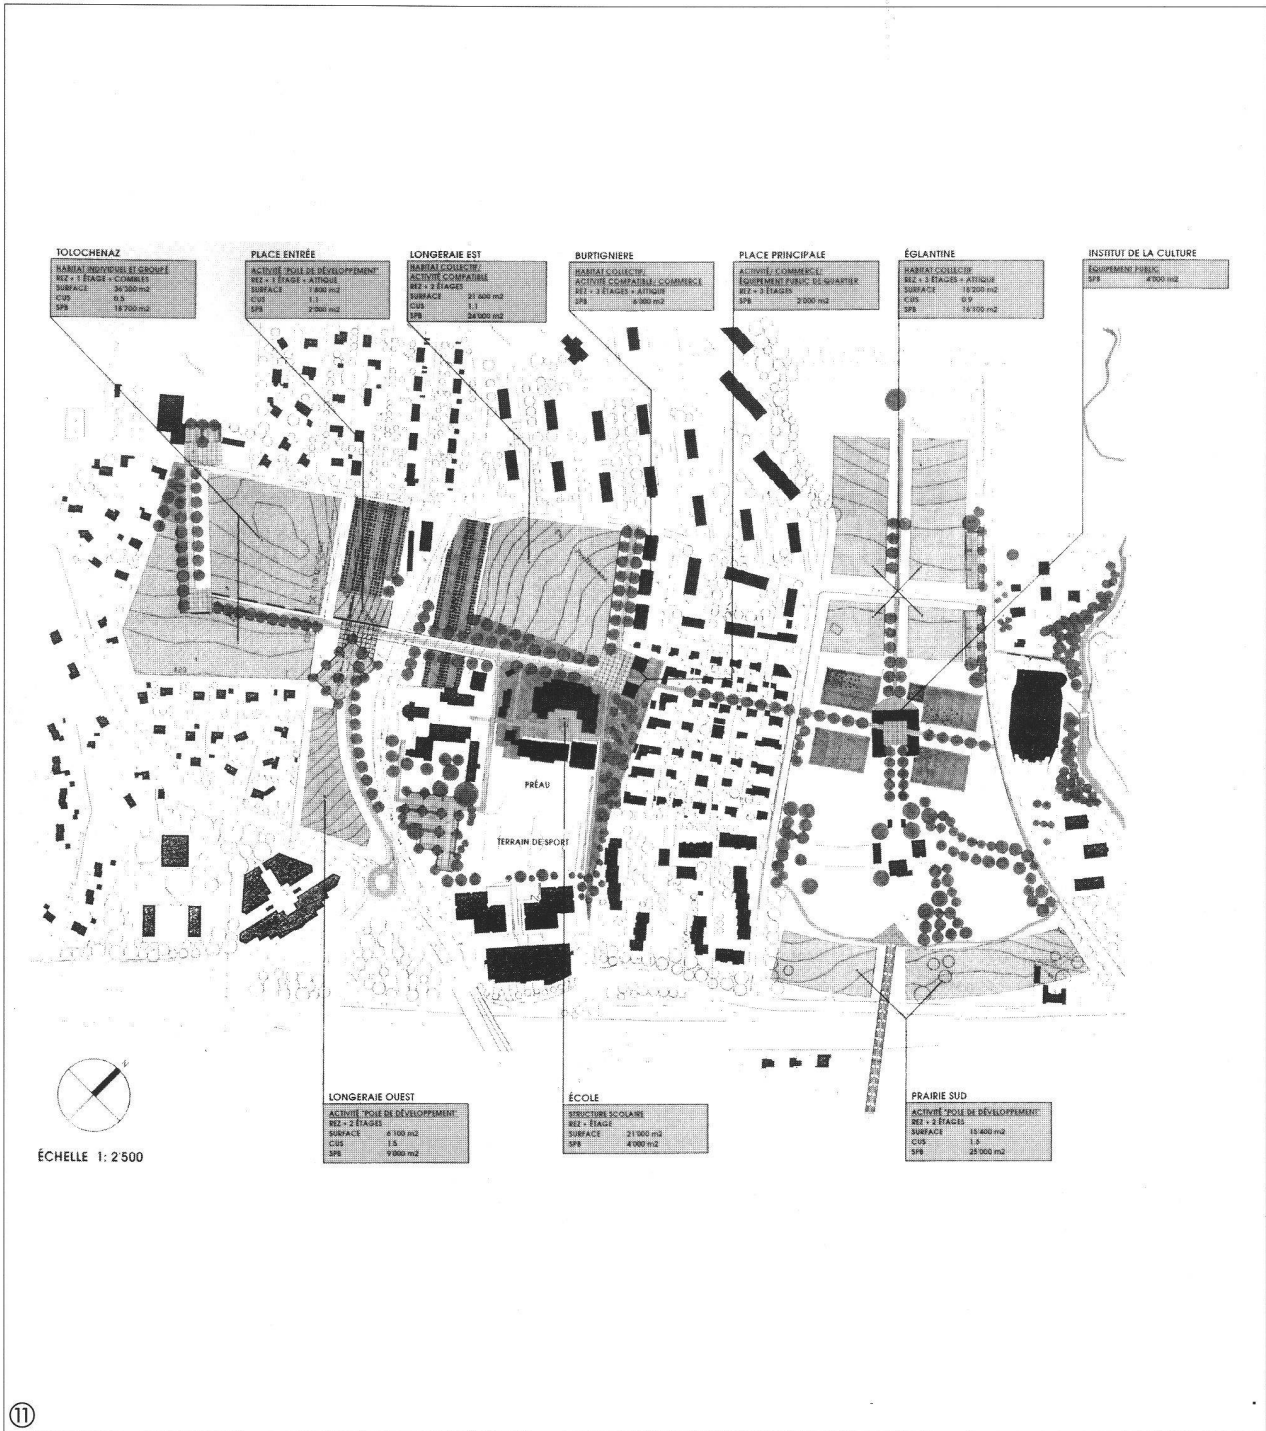 TOLOCHENAZ
HABITAT INDIVIDUEL ET GROUPÉ
REZ + 1 ÉTAGE + COMBLES
SURFACE 36'500 m2
CUS 0.5
SPB 18'700 m2
PLACE ENTRÉE
ACTIVITÉ "POLE DE DÉVELOPPEMENT"
REZ + 1 ÉTAGE + ATTIQUE
SURFACE 1'800 m2
CUS 1.1
SPB 2'000 m2
LONGERAIE EST
HABITAT COLLECTIF/
ACTIVITÉ COMPATIBLE
REZ + 2 ÉTAGES
SURFACE 21'600 m2
CUS 1.1
SPB 24'000 m2
BURTIGNIERE
HABITAT COLLECTIF/
ACTIVITÉ COMPATIBLE/ COMMERCE
REZ + 3 ÉTAGES + ATTIQUE
SPB 6'000 m2
PLACE PRINCIPALE
ACTIVITÉ/ COMMERCE/
ÉQUIPEMENT PUBLIC DE QUARTIER
REZ + 3 ÉTAGES
SPB 2'000 m2
ÉGLANTINE
HABITAT COLLECTIF
REZ + 3 ÉTAGES + ATTIQUE
SURFACE 18'200 m2
CUS 0.9
SPB 16'100 m2
INSTITUT DE LA CULTURE
ÉQUIPEMENT PUBLIC
SPB 4'000 m2
PRÉAU
TERRAIN DE SPORT
N
ÉCHELLE 1: 2'500
LONGERAIE OUEST
ACTIVITÉ "POLE DE DÉVELOPPEMENT"
REZ + 2 ÉTAGES
SURFACE 6'100 m2
CUS 1.5
SPB 9'000 m2
ÉCOLE
STRUCTURE SCOLAIRE
REZ + ÉTAGE
SURFACE 21'000 m2
SPB 4'000 m2
PRAIRIE SUD
ACTIVITÉ "POLE DE DÉVELOPPEMENT"
REZ + 2 ÉTAGES
SURFACE 15'400 m2
CUS 1.5
SPB 25'000 m2
11